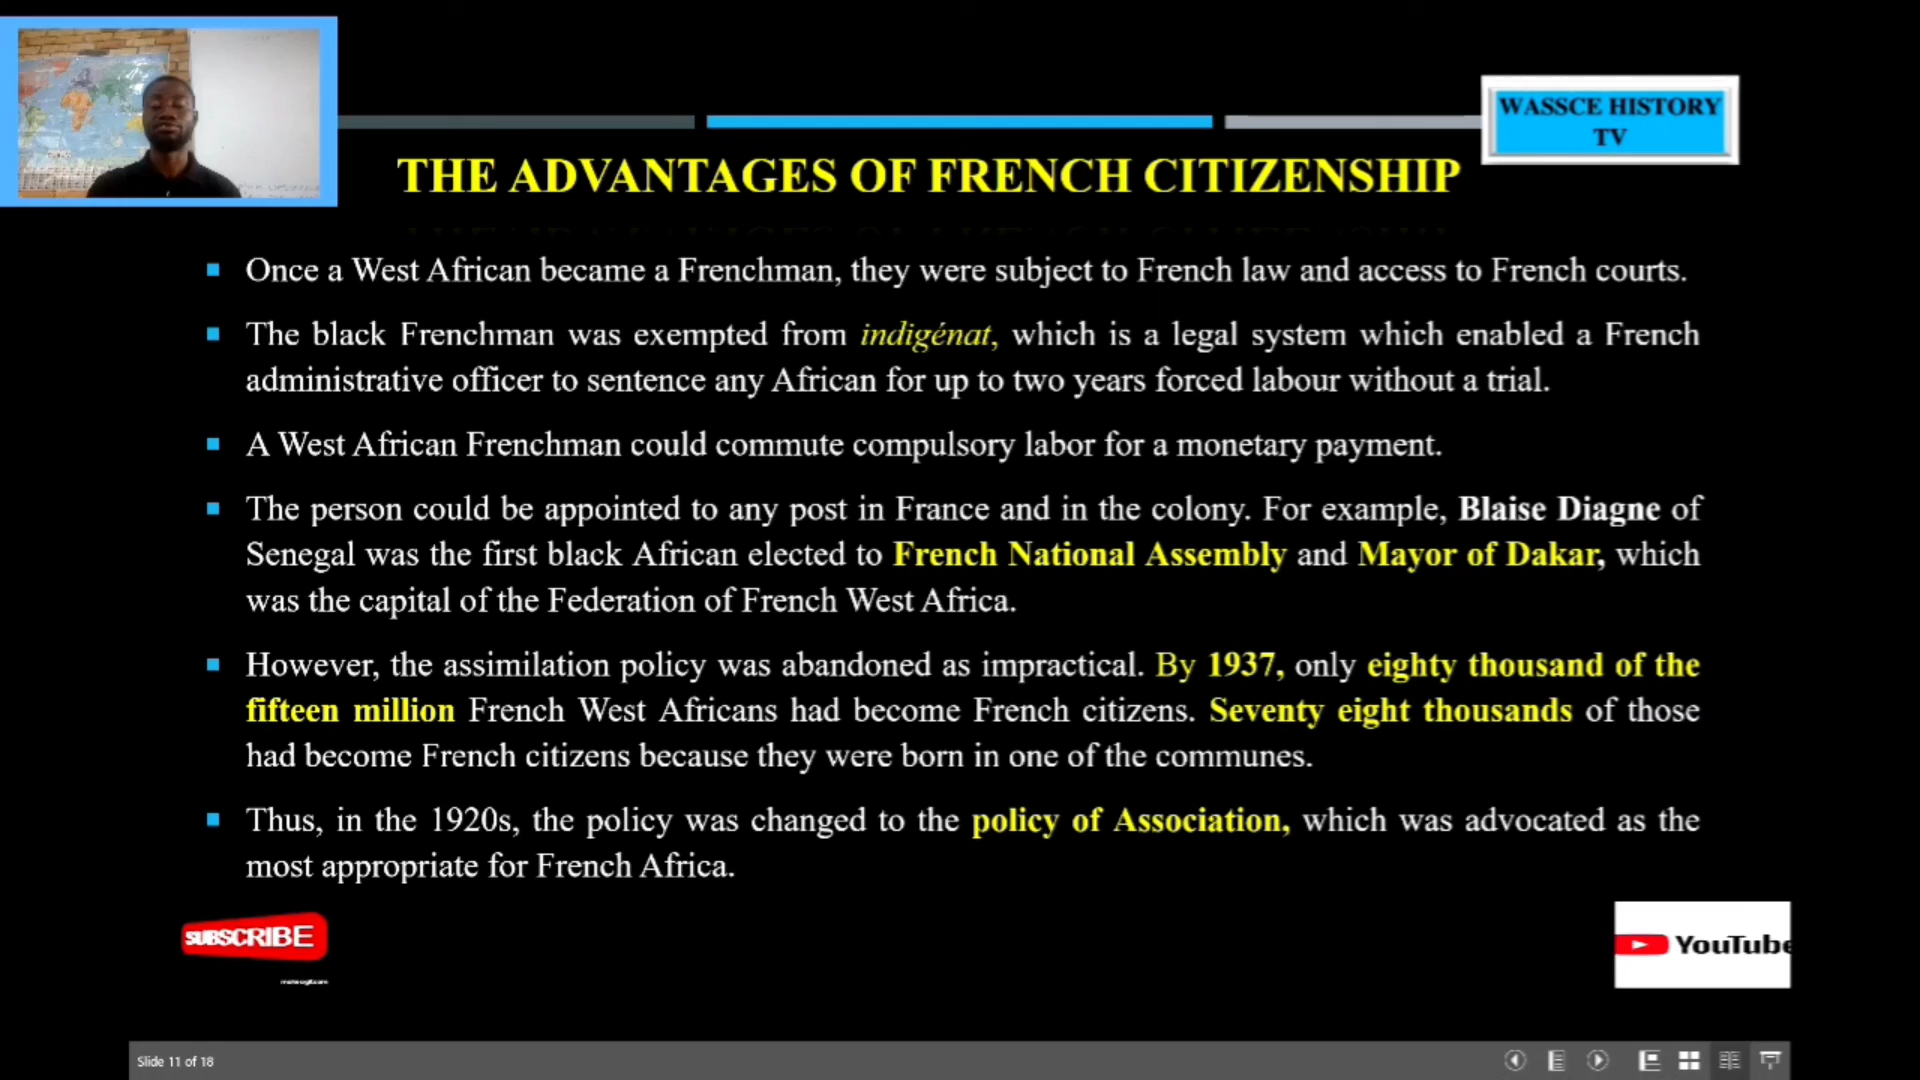 WASSCE HISTORY
TV
THE ADVANTAGES OF FRENCH CITIZENSHIP
Once a West African became a Frenchman, they were subject to French law and access to French courts.
The black Frenchman was exempted from indigénat, which is a legal system which enabled a French
administrative officer to sentence any African for up to two years forced labour without a trial.
A West African Frenchman could commute compulsory labor for a monetary payment.
The person could be appointed to any post in France and in the colony. For example, Blaise Diagne of
Senegal was the first black African elected to French National Assembly and Mayor of Dakar, which
was the capital of the Federation of French West Africa.
However, the assimilation policy was abandoned as impractical. By 1937, only eighty thousand of the
fifteen million French West Africans had become French citizens. Seventy eight thousands of those
had become French citizens because they were born in one of the communes.
Thus, in the 1920s, the policy was changed to the policy of Association, which was advocated as the
most appropriate for French Africa.
SUBSCRIBE
YouTube
Slide 11 of 18